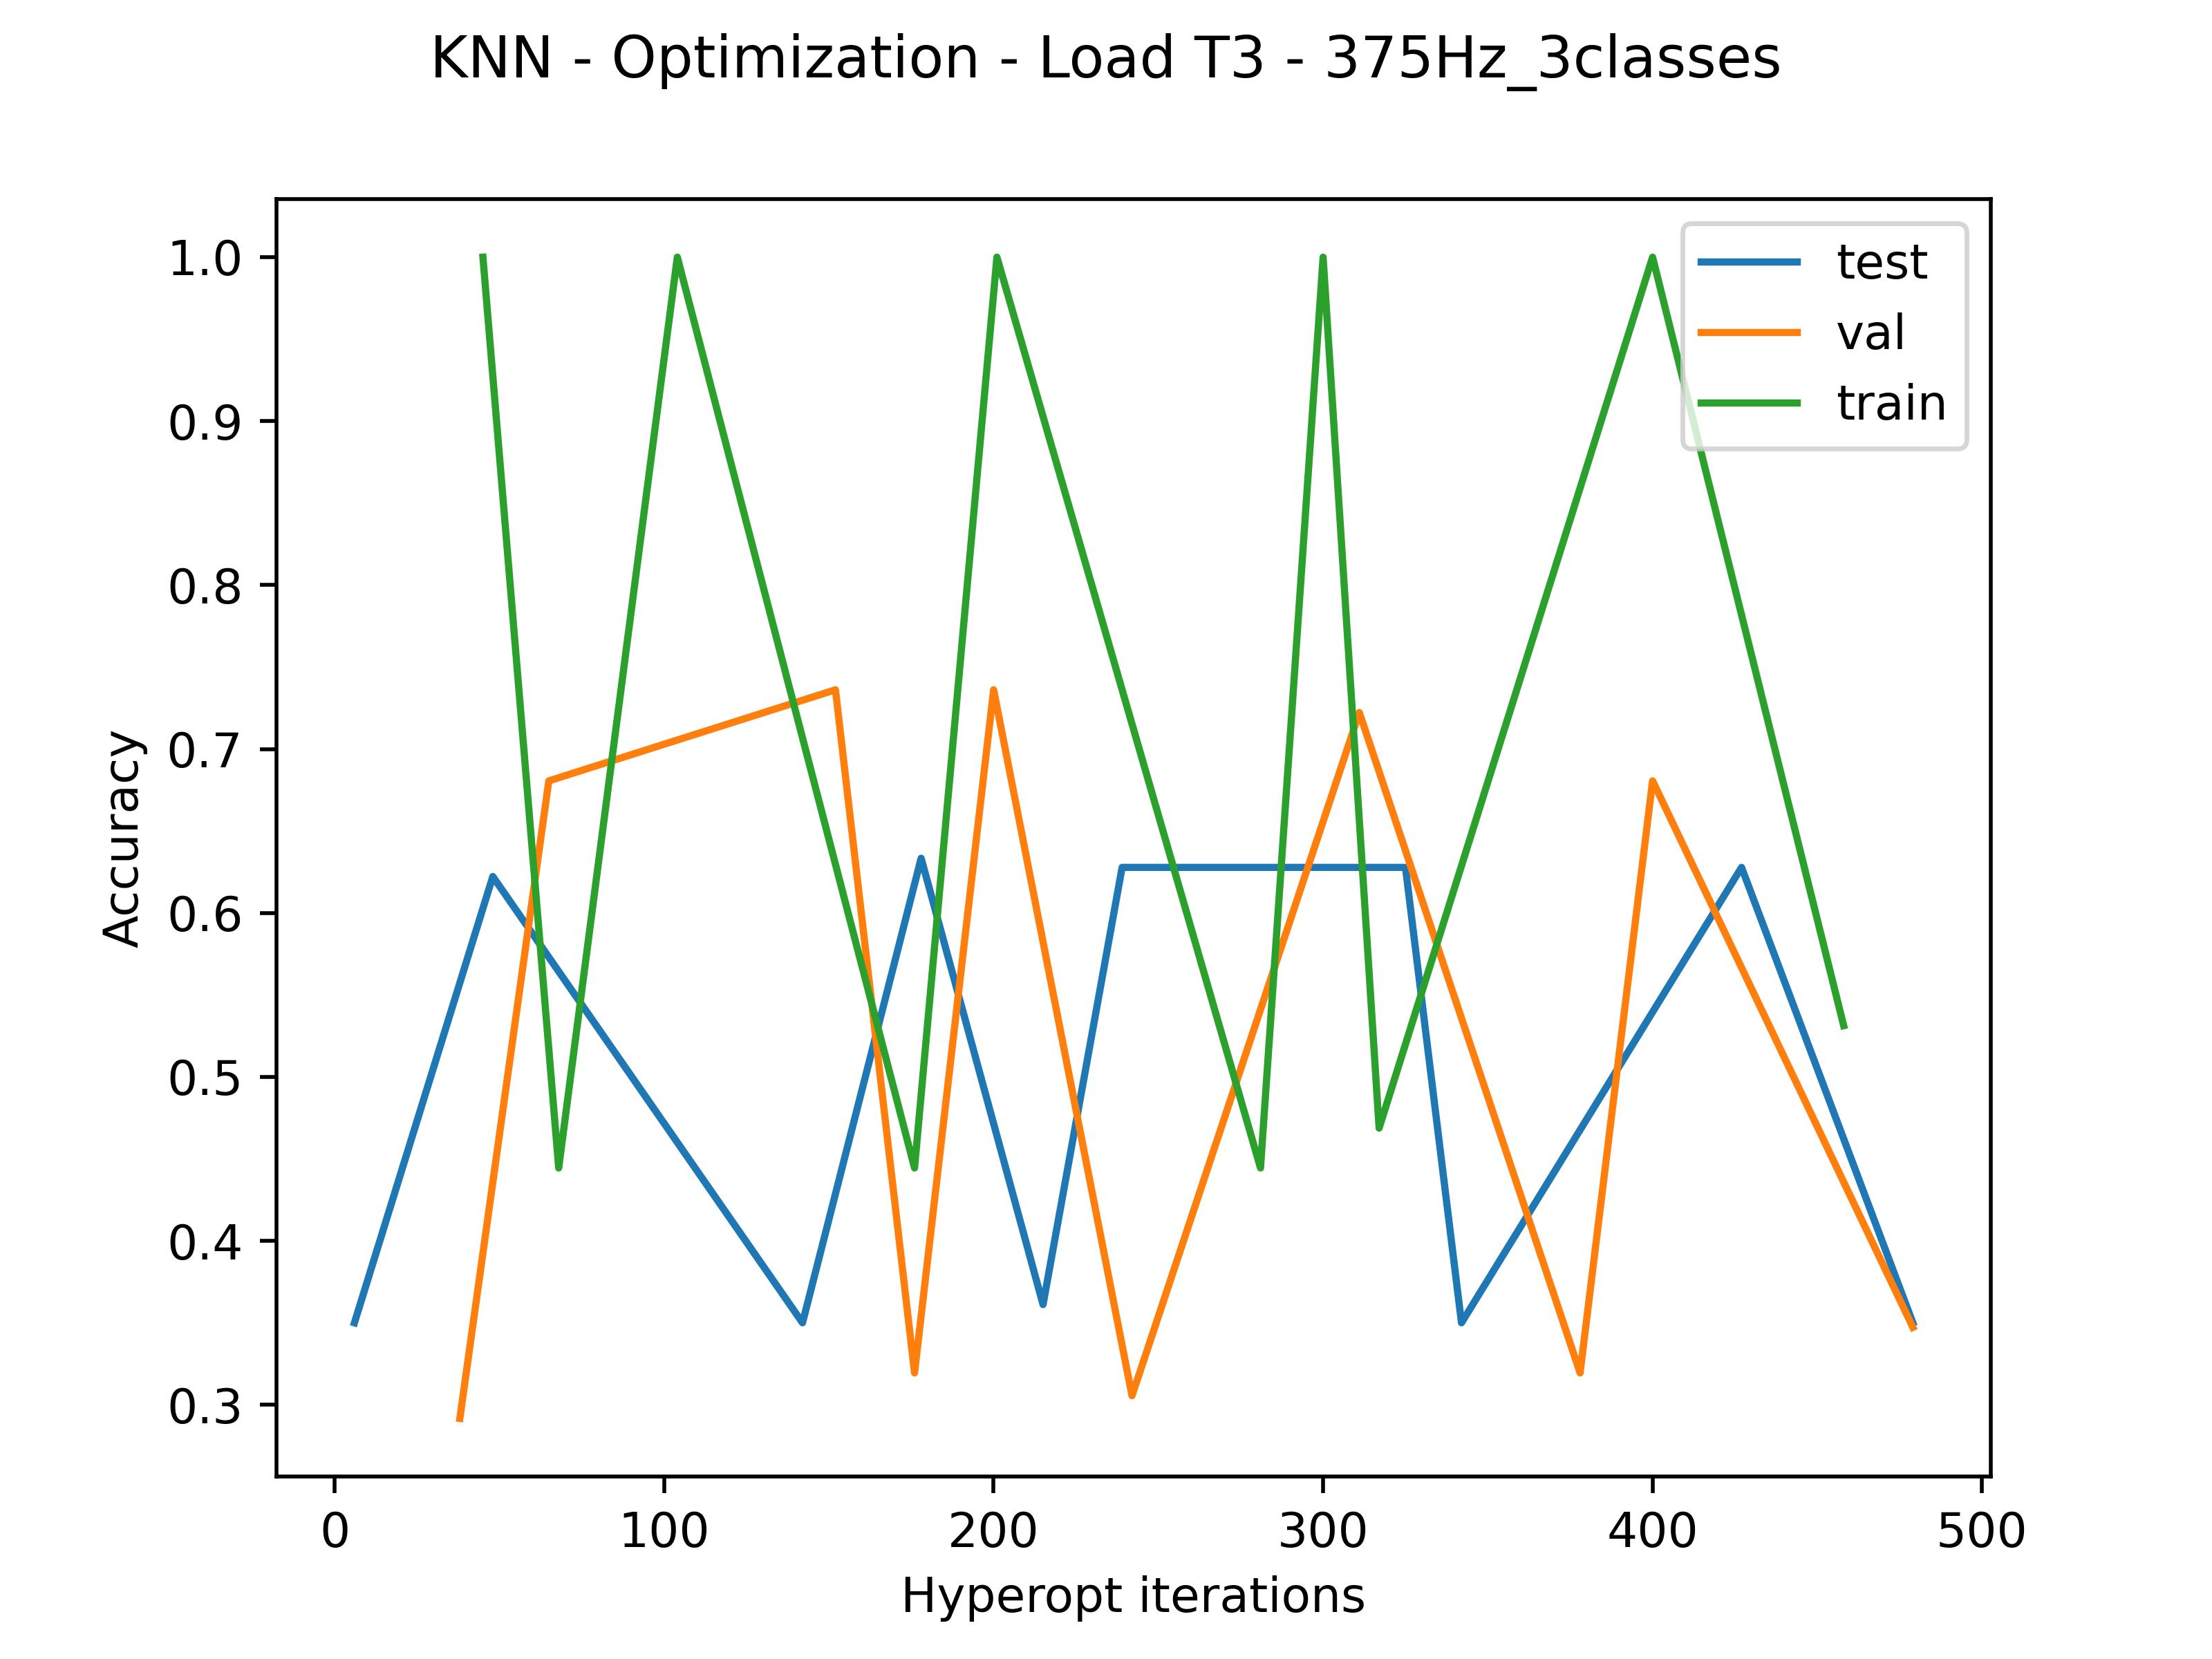 KNN - Optimization - Load T3 - 375Hz_3classes
1.0
0.9
0.8
0.7
0.6
0.5
0.4
0.3
Accuracy
test
val
train
0 100 200 300 400 500
Hyperopt iterations